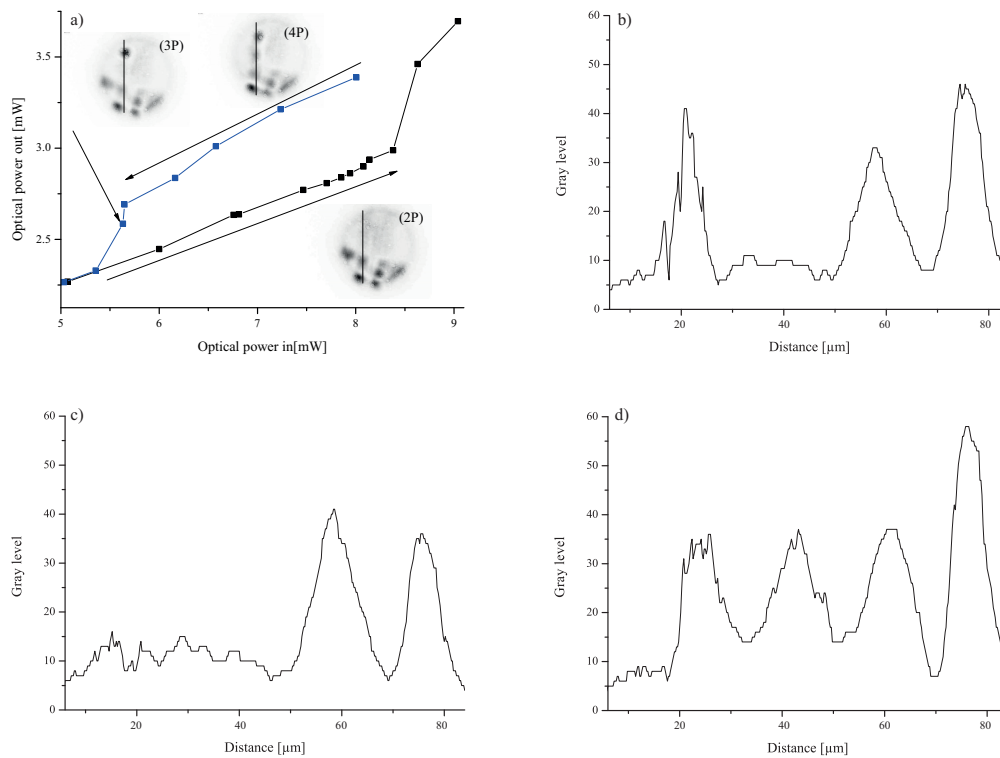 a)
(3P)
(4P)
(2P)
3.5
3.0
2.5
Optical power out [mW]
5
6
7
8
9
Optical power in[mW]
b)
60
50
40
30
20
10
0
Gray level
20
40
60
80
Distance [µm]
c)
60
50
40
30
20
10
0
Gray level
20
40
60
80
Distance [µm]
d)
60
50
40
30
20
10
0
Gray level
20
40
60
80
Distance [µm]